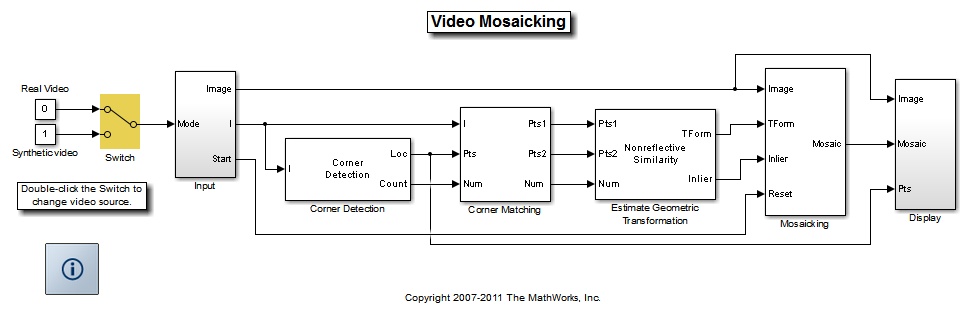 Video Mosaicking
Real Video
0
1
Synthetic video
Switch
Double-click the Switch to
change video source.
Mode
Image
I
Start
Input
I
Corner
Detection
Loc
Count
Corner Detection
I
Pts
Num
Pts1
Pts2
Num
Corner Matching
Pts1
Pts2
Num
Nonreflective
Similarity
TForm
Inlier
Estimate Geometric
Transformation
Image
TForm
Inlier
Reset
Mosaic
Mosaicking
Image
Mosaic
Pts
Display
i
Copyright 2007-2011 The MathWorks, Inc.